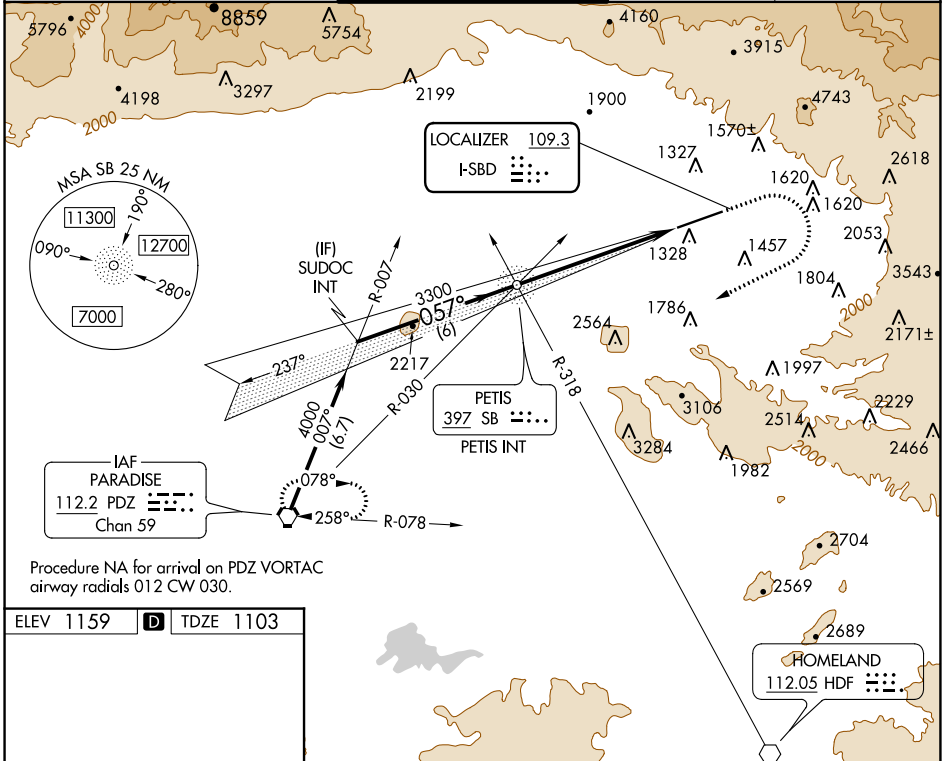 5796
4000
8859
5754
4160
3915
4198
3297
2199
1900
4743
2000
LOCALIZER 109.3
I-SBD
1570±
1327
2618
1620
1620
MSA SB 25 NM
11300
190°
090°
12700
280°
7000
(IF)
SUDOC
INT
R-007
3300
057°
(6)
1328
1457
2053
3543
1804
2000
237°
2217
R-030
R-318
2564
1786
2171±
1997
PETIS
397 SB
PETIS INT
4000
007°
(6.7)
3106
2514
2229
3284
1982
2466
2000
IAF
PARADISE
112.2 PDZ
Chan 59
078°
258°
R-078
Procedure NA for arrival on PDZ VORTAC
airway radials 012 CW 030.
2704
2569
2689
ELEV 1159 D TDZE 1103
HOMELAND
112.05 HDF